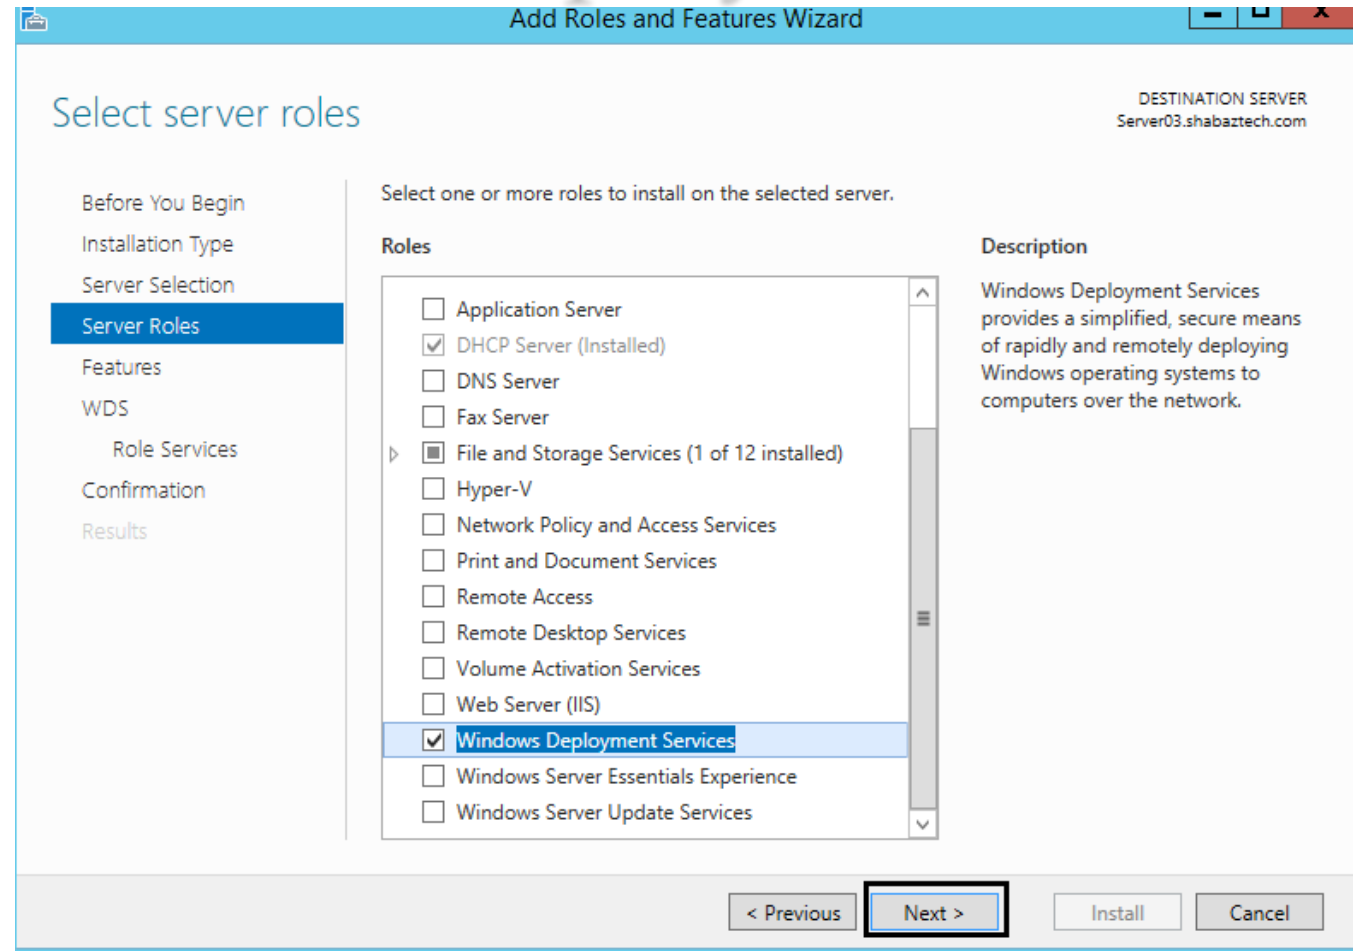 Add Roles and Features Wizard
Select server roles
DESTINATION SERVER
Server03.shabaztech.com
Before You Begin
Installation Type
Server Selection
Server Roles
Features
WDS
Role Services
Confirmation
Results
Select one or more roles to install on the selected server.
Roles
Application Server
DHCP Server (Installed)
DNS Server
Fax Server
File and Storage Services (1 of 12 installed)
Hyper-V
Network Policy and Access Services
Print and Document Services
Remote Access
Remote Desktop Services
Volume Activation Services
Web Server (IIS)
Windows Deployment Services
Windows Server Essentials Experience
Windows Server Update Services
Description
Windows Deployment Services
provides a simplified, secure means
of rapidly and remotely deploying
Windows operating systems to
computers over the network.
< Previous
Next >
Install
Cancel